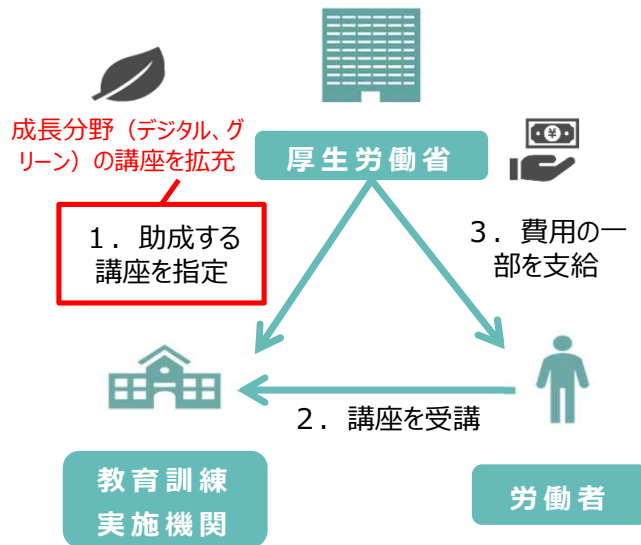 成長分野（デジタル、グ
リーン）の講座を拡充
厚生労働省
１．助成する
講座を指定
３．費用の一
部を支給
２．講座を受講
教育訓練
実施機関
労働者